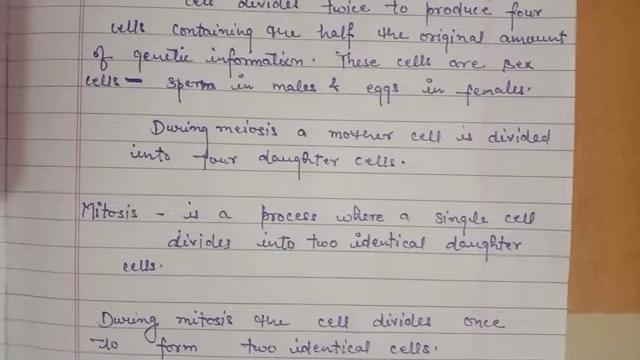 cell divides twice to produce four
cells containing the half the original amount
of genetic information. These cells are sex
cells - sperm in males & eggs in females.
During meiosis a mother cell is divided
into four daughter cells.
Mitosis - is a process where a single cell
divides into two identical daughter
cells.
During mitosis the cell divides once
to form two identical cells.